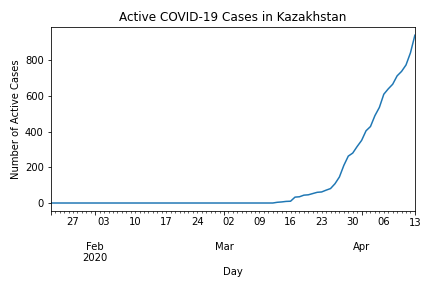 Active COVID-19 Cases in Kazakhstan
Number of Active Cases
800
600
400
200
0
27 03 10 17 24 02 09 16 23 30 06 13
Feb Mar Apr
2020
Day